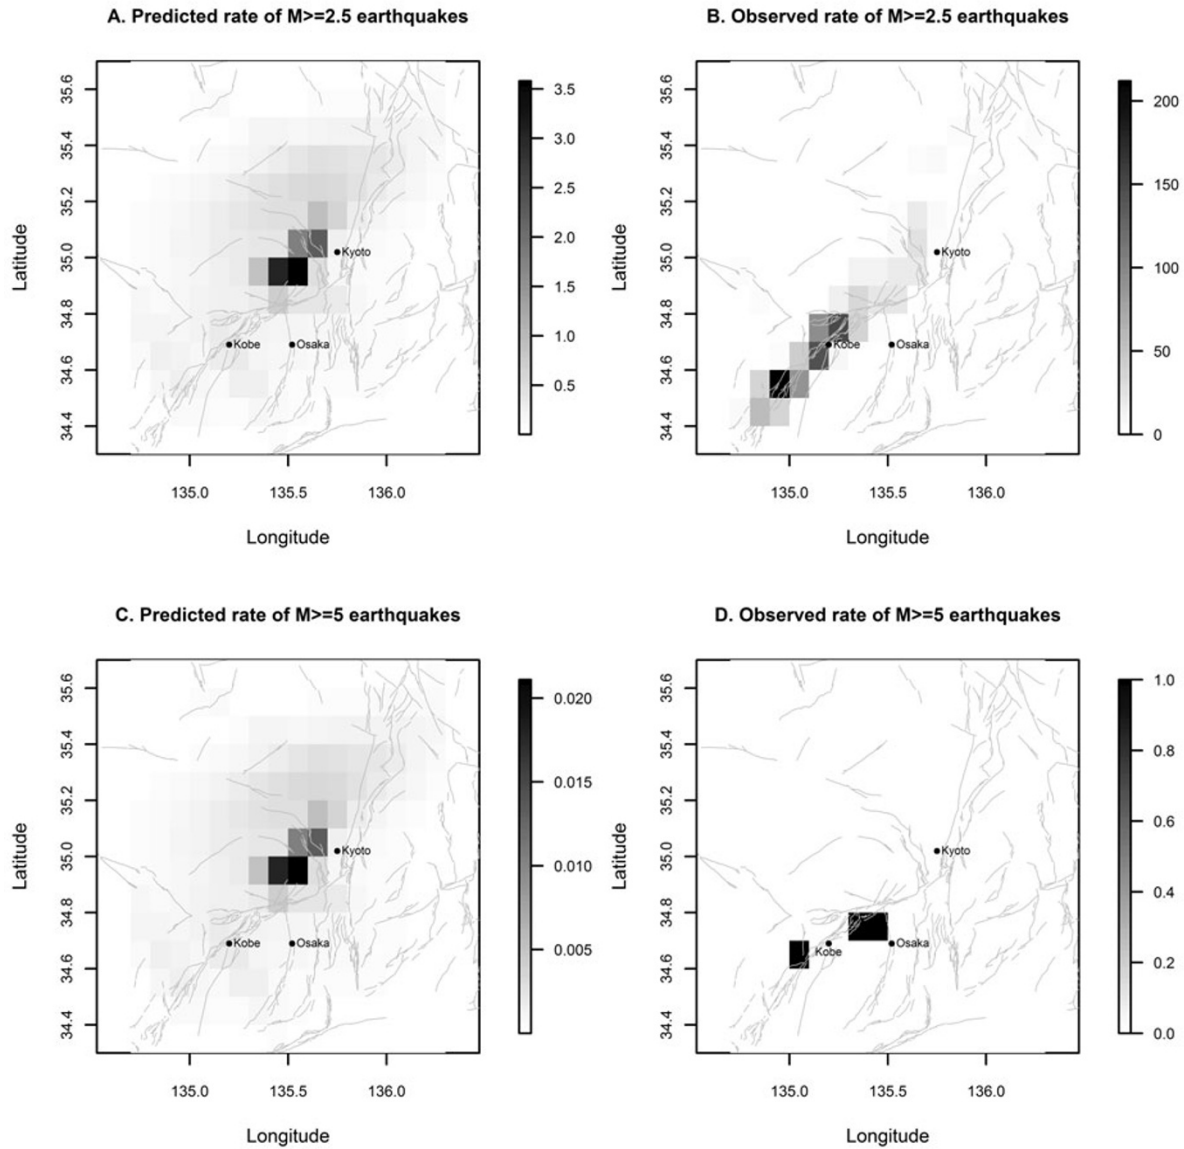 A. Predicted rate of M>=2.5 earthquakes
Latitude
35.6
35.4
35.2
35.0
34.8
34.6
34.4
Kyoto
Kobe
Osaka
135.0 135.5 136.0
Longitude
3.5
3.0
2.5
2.0
1.5
1.0
0.5
B. Observed rate of M>=2.5 earthquakes
Latitude
35.6
35.4
35.2
35.0
34.8
34.6
34.4
Kyoto
Kobe
Osaka
135.0 135.5 136.0
Longitude
200
150
100
50
0
C. Predicted rate of M>=5 earthquakes
Latitude
35.6
35.4
35.2
35.0
34.8
34.6
34.4
Kyoto
Kobe
Osaka
135.0 135.5 136.0
Longitude
0.020
0.015
0.010
0.005
D. Observed rate of M>=5 earthquakes
Latitude
35.6
35.4
35.2
35.0
34.8
34.6
34.4
Kyoto
Kobe
Osaka
135.0 135.5 136.0
Longitude
1.0
0.8
0.6
0.4
0.2
0.0